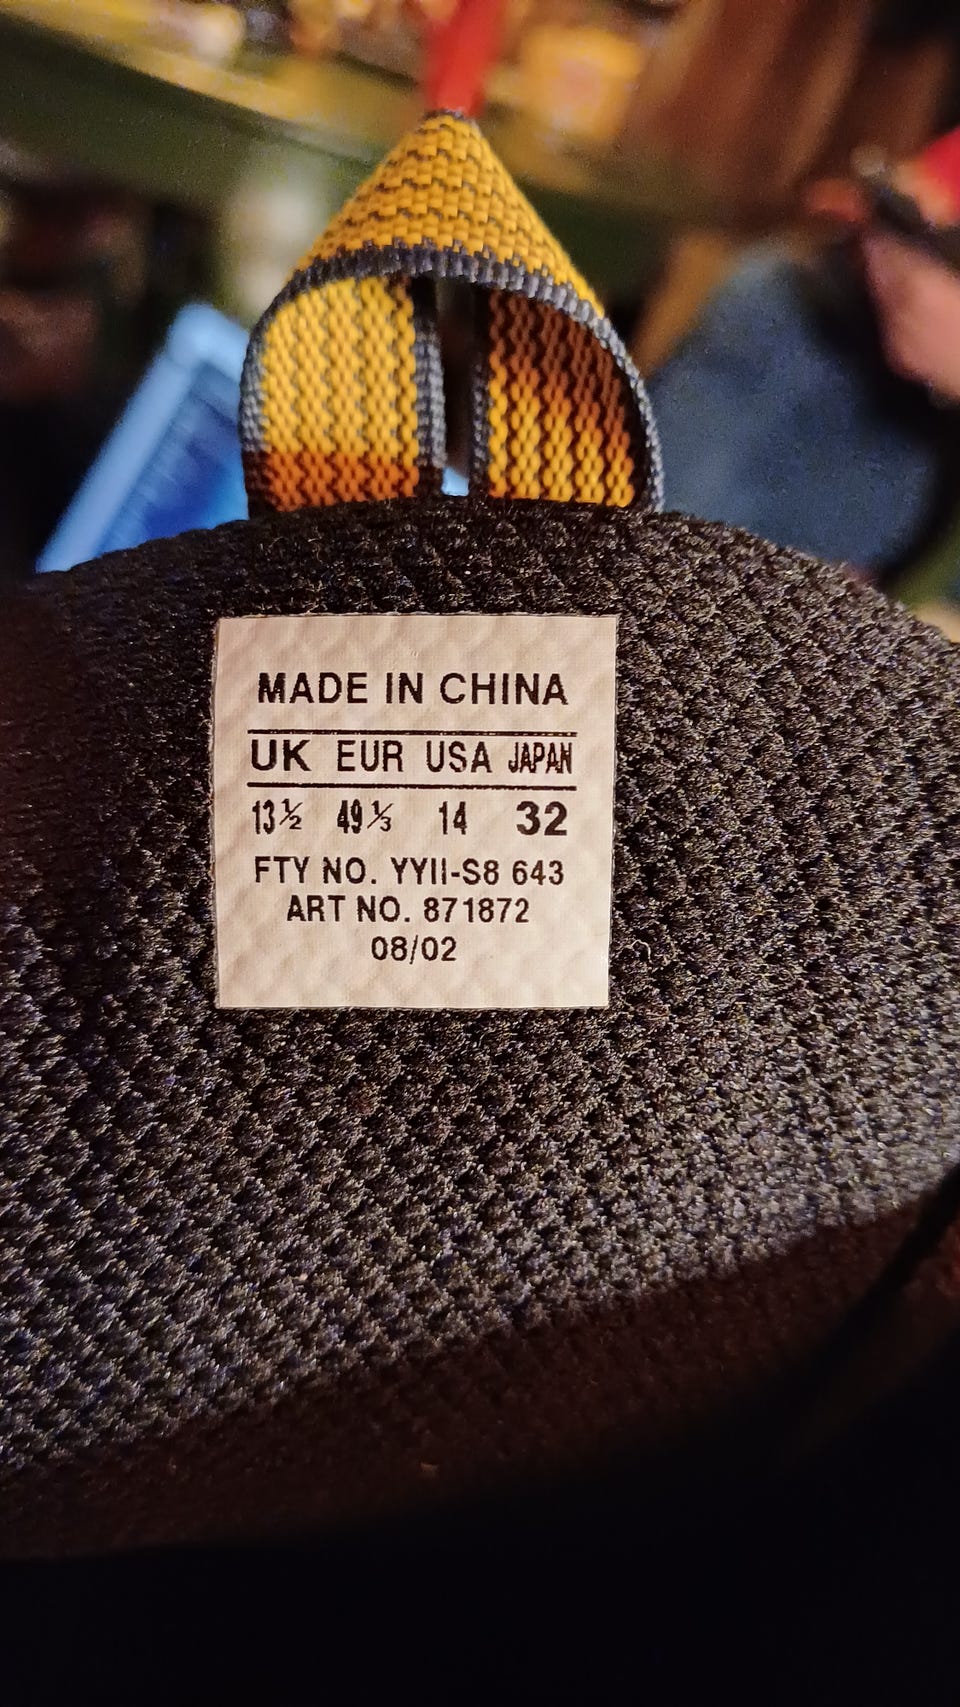 MADE IN CHINA
UK EUR USA JAPAN
13½ 49⅓ 14 32
FTY NO. YYII-S8 643
ART NO. 871872
08/02